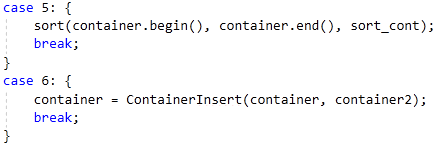 case 5: {
    sort(container.begin(), container.end(), sort_cont);
    break;
}
case 6: {
    container = ContainerInsert(container, container2);
    break;
}